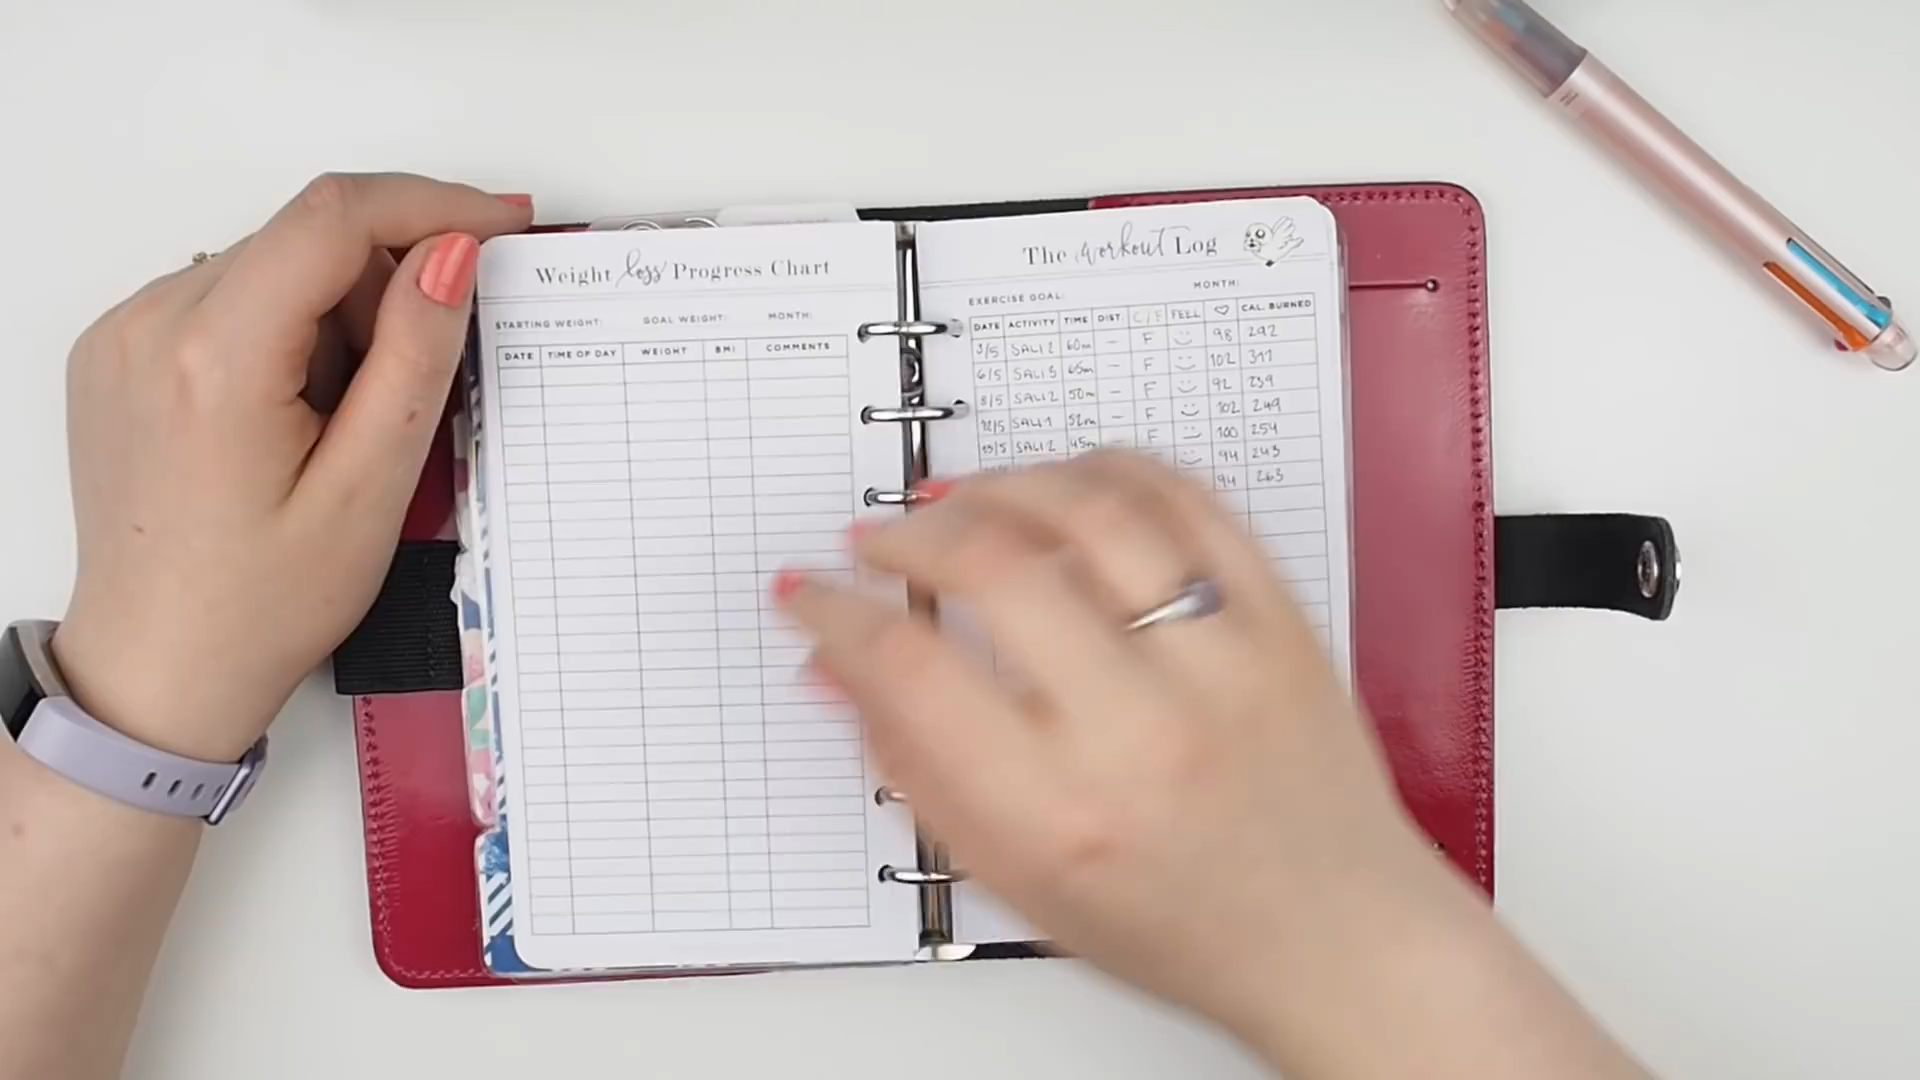 Weight loss Progress Chart
STARTING WEIGHT: GOAL WEIGHT: MONTH:
DATE TIME OF DAY WEIGHT BMI COMMENTS
The workout Log
EXERCISE GOAL: MONTH:
DATE ACTIVITY TIME DIST. C/F FEEL ♡ CAL. BURNED
3/5 SALI 2 60m – F 98 292
6/5 SALI 3 65m – F 102 311
8/5 SALI 2 50m – F 92 239
12/5 SALI 1 52m – F 102 249
SALI 2 45m – F 100 254
94 243
94 263